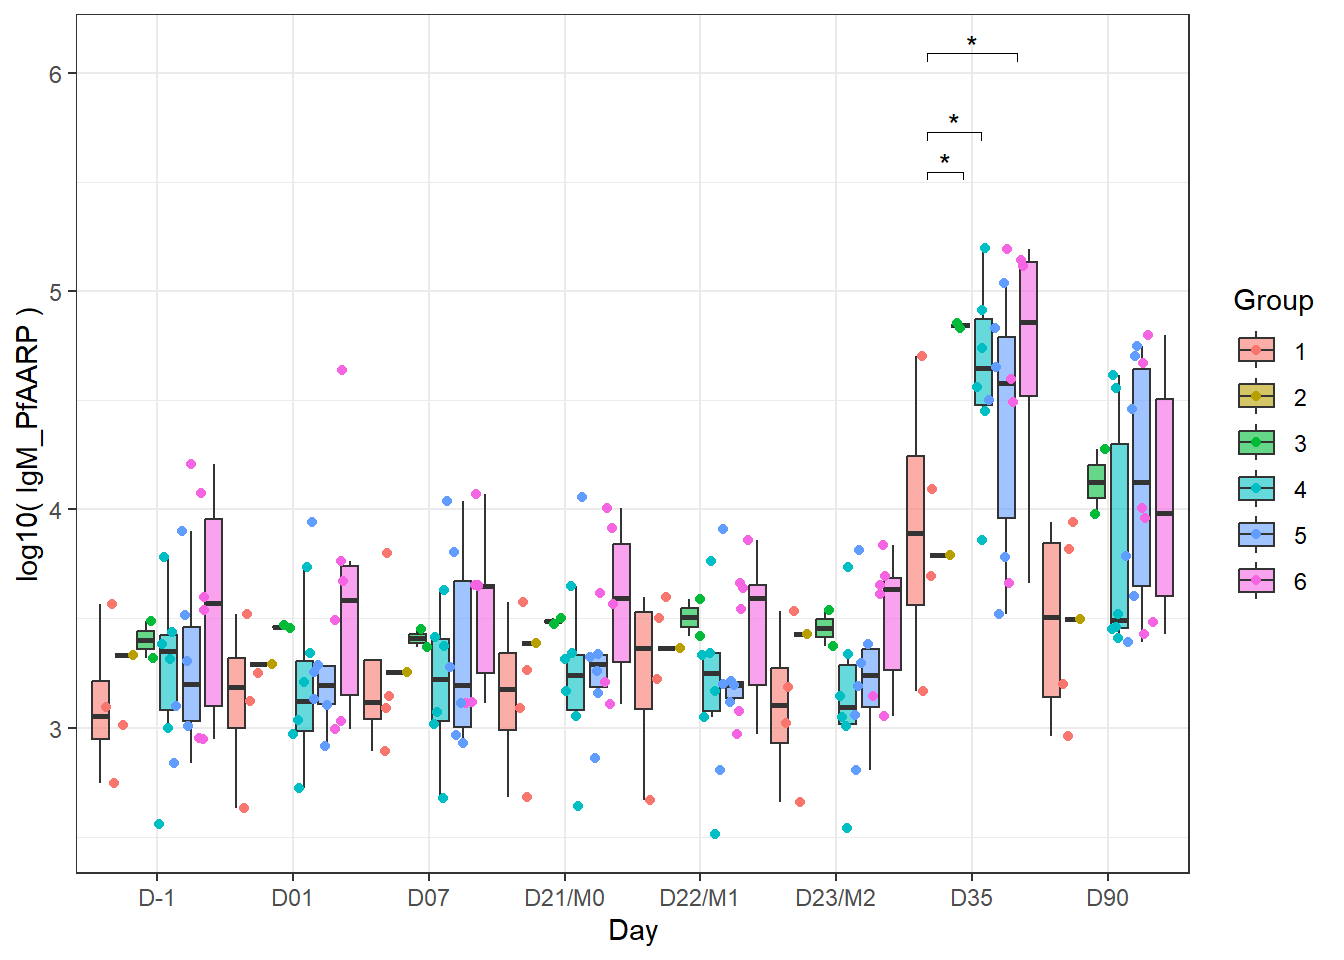 *
*
*
6
5
4
3
log10( IgM_PfAARP )
D-1
D01
D07
D21/M0
D22/M1
D23/M2
D35
D90
Day
Group
1
2
3
4
5
6